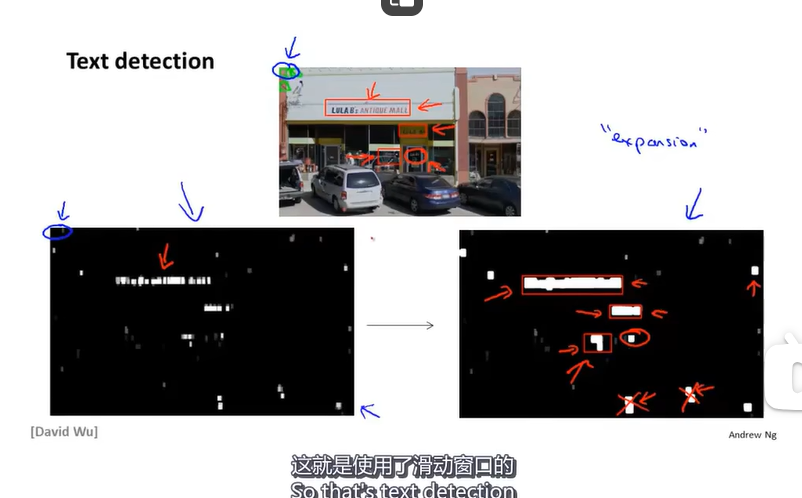 Text detection
LULA B's ANTIQUE MALL
"expansion"
[David Wu]
Andrew Ng
这就是使用了滑动窗口的
So that's text detection